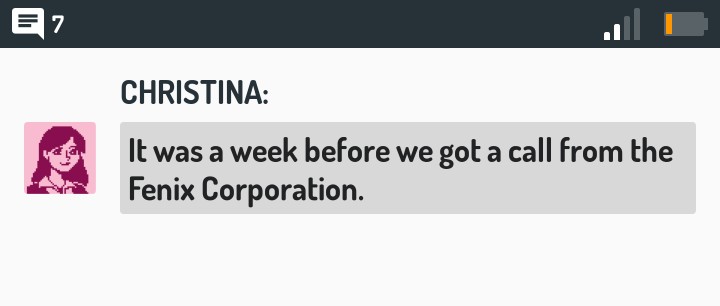 7
CHRISTINA:
It was a week before we got a call from the
Fenix Corporation.